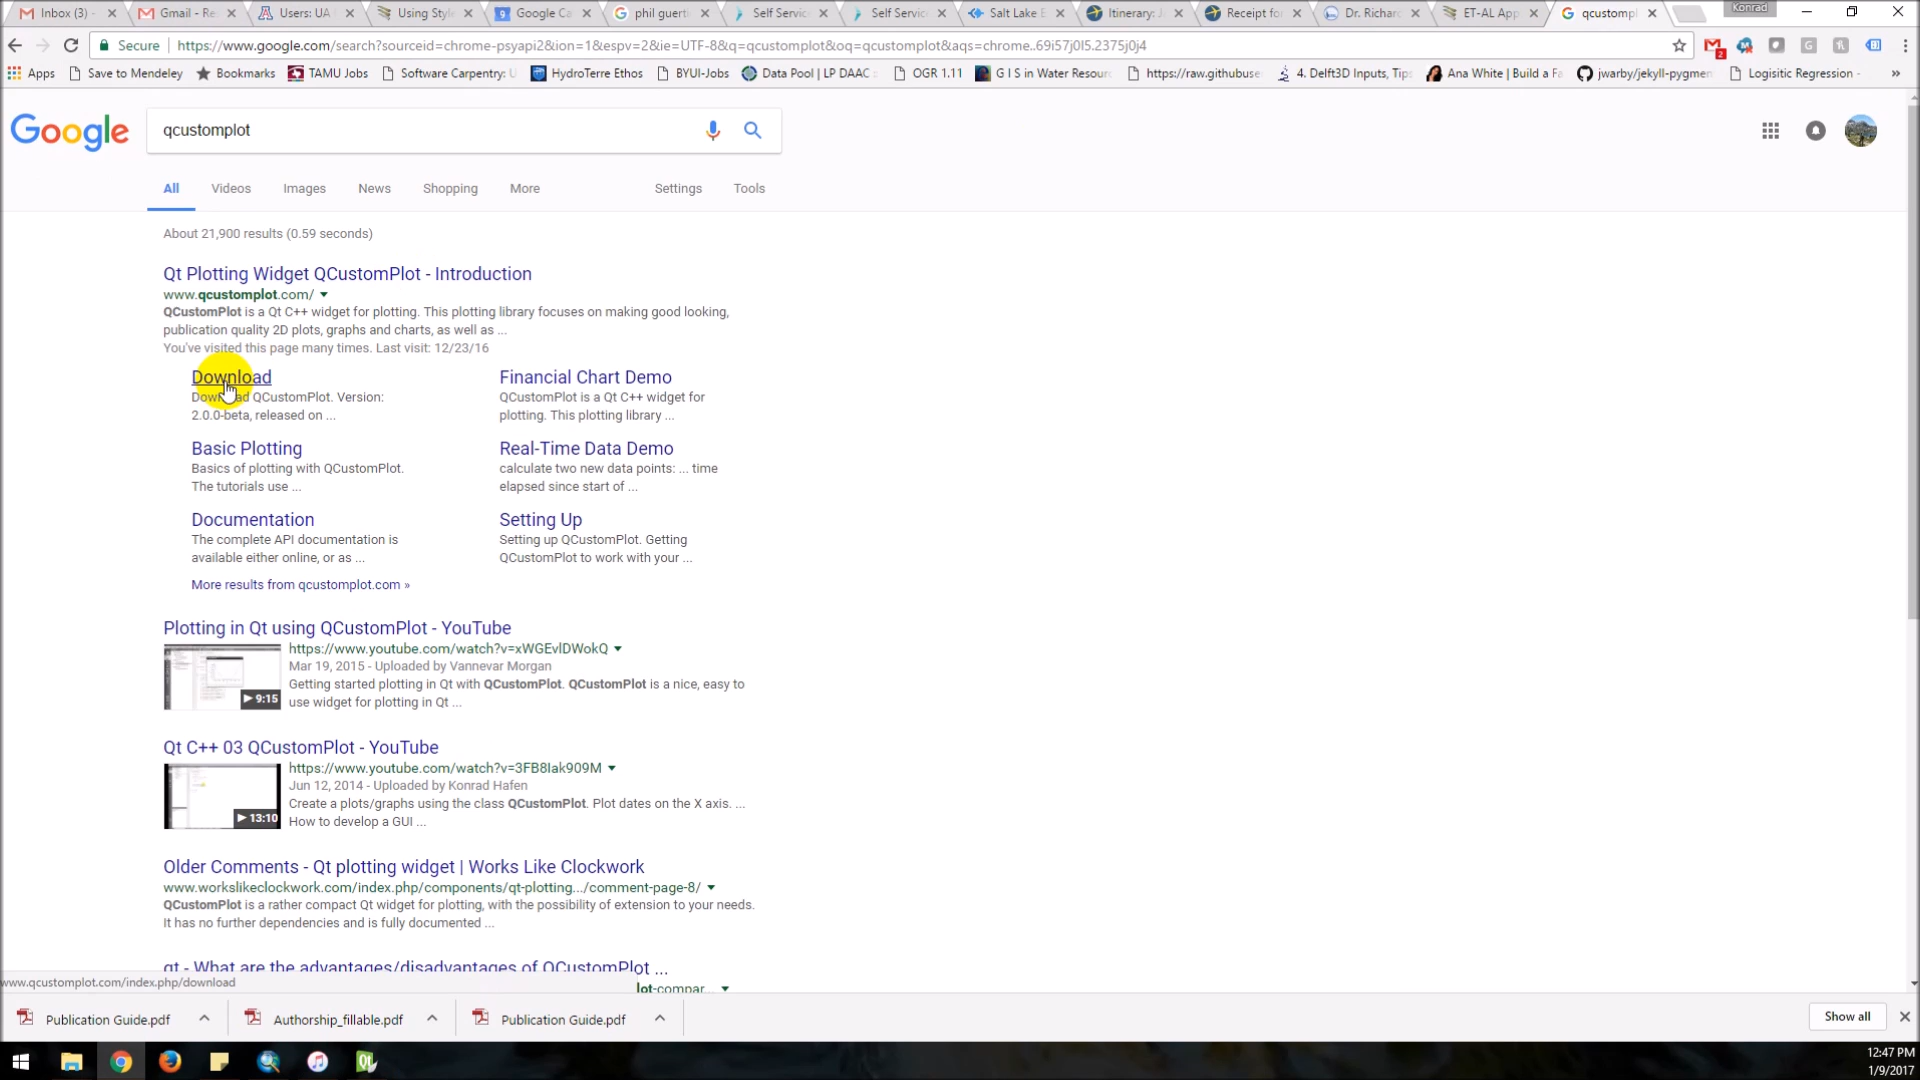 Inbox (3) -
Gmail - Re
Users: UA
Using Style
Google Ca
phil guerti
Self Servic
Self Servic
Salt Lake E
Itinerary: J
Receipt fo
Dr. Richar
ET-AL App
qcustompl
Konrad
Secure
https://www.google.com/search?sourceid=chrome-psyapi2&ion=1&espv=2&ie=UTF-8&q=qcustomplot&oq=qcustomplot&aqs=chrome..69i57j0l5.2375j0j4
Apps
Save to Mendeley
Bookmarks
TAMU Jobs
Software Carpentry:
HydroTerre Ethos
BYUI-Jobs
Data Pool | LP DAAC
OGR 1.11
G I S in Water Resour
https://raw.githubuse
4. Delft3D Inputs, Tips
Ana White | Build a Fa
jwarby/jekyll-pygmen
Logisitic Regression -
»
Google
qcustomplot
All
Videos
Images
News
Shopping
More
Settings
Tools
About 21,900 results (0.59 seconds)
Qt Plotting Widget QCustomPlot - Introduction
www.qcustomplot.com/
QCustomPlot is a Qt C++ widget for plotting. This plotting library focuses on making good looking,
publication quality 2D plots, graphs and charts, as well as ...
You've visited this page many times. Last visit: 12/23/16
Download
Download QCustomPlot. Version:
2.0.0-beta, released on ...
Financial Chart Demo
QCustomPlot is a Qt C++ widget for
plotting. This plotting library ...
Basic Plotting
Basics of plotting with QCustomPlot.
The tutorials use ...
Real-Time Data Demo
calculate two new data points: ... time
elapsed since start of ...
Documentation
The complete API documentation is
available either online, or as ...
Setting Up
Setting up QCustomPlot. Getting
QCustomPlot to work with your ...
More results from qcustomplot.com »
Plotting in Qt using QCustomPlot - YouTube
https://www.youtube.com/watch?v=xWGEvlDWokQ
Mar 19, 2015 - Uploaded by Vannevar Morgan
Getting started plotting in Qt with QCustomPlot. QCustomPlot is a nice, easy to
use widget for plotting in Qt ...
9:15
Qt C++ 03 QCustomPlot - YouTube
https://www.youtube.com/watch?v=3FB8Iak909M
Jun 12, 2014 - Uploaded by Konrad Hafen
Create a plots/graphs using the class QCustomPlot. Plot dates on the X axis. ...
How to develop a GUI ...
13:10
Older Comments - Qt plotting widget | Works Like Clockwork
www.workslikeclockwork.com/index.php/components/qt-plotting.../comment-page-8/
QCustomPlot is a rather compact Qt widget for plotting, with the possibility of extension to your needs.
It has no further dependencies and is fully documented ...
qt - What are the advantages/disadvantages of QCustomPlot ...
www.qcustomplot.com/index.php/download
lot-compar...
Publication Guide.pdf
Authorship_fillable.pdf
Publication Guide.pdf
Show all
12:47 PM
1/9/2017